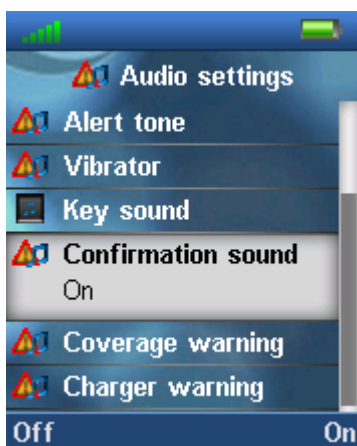 Audio settings
Alert tone
Vibrator
Key sound
Confirmation sound
On
Coverage warning
Charger warning
Off On